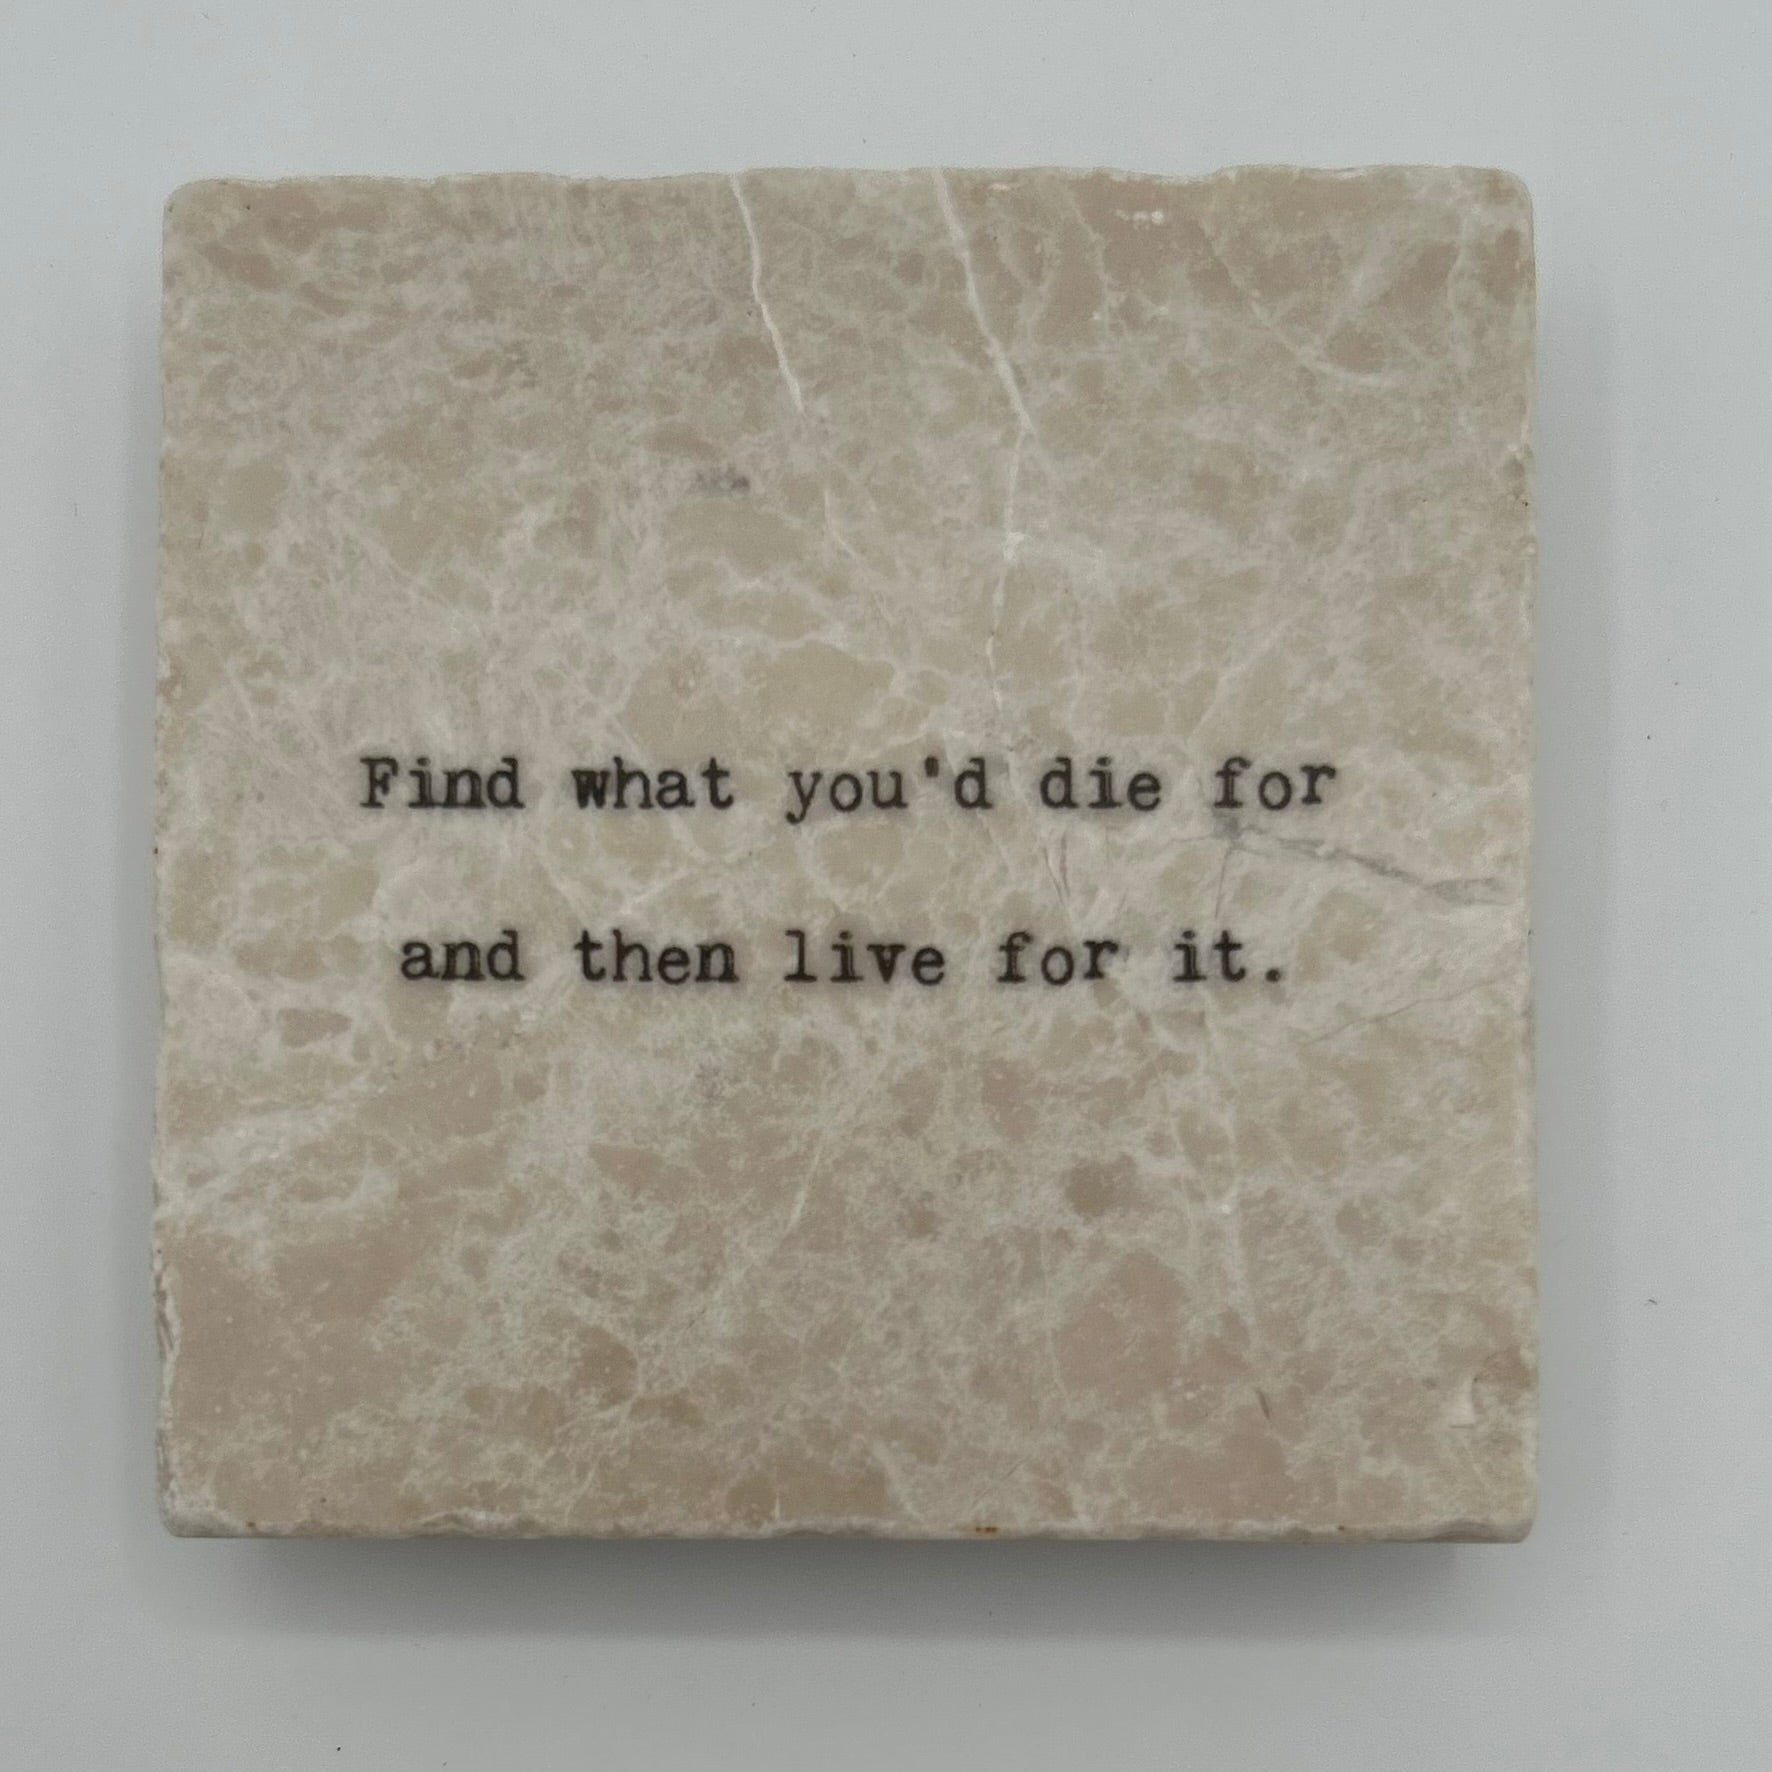 Find what you'd die for
and then live for it.